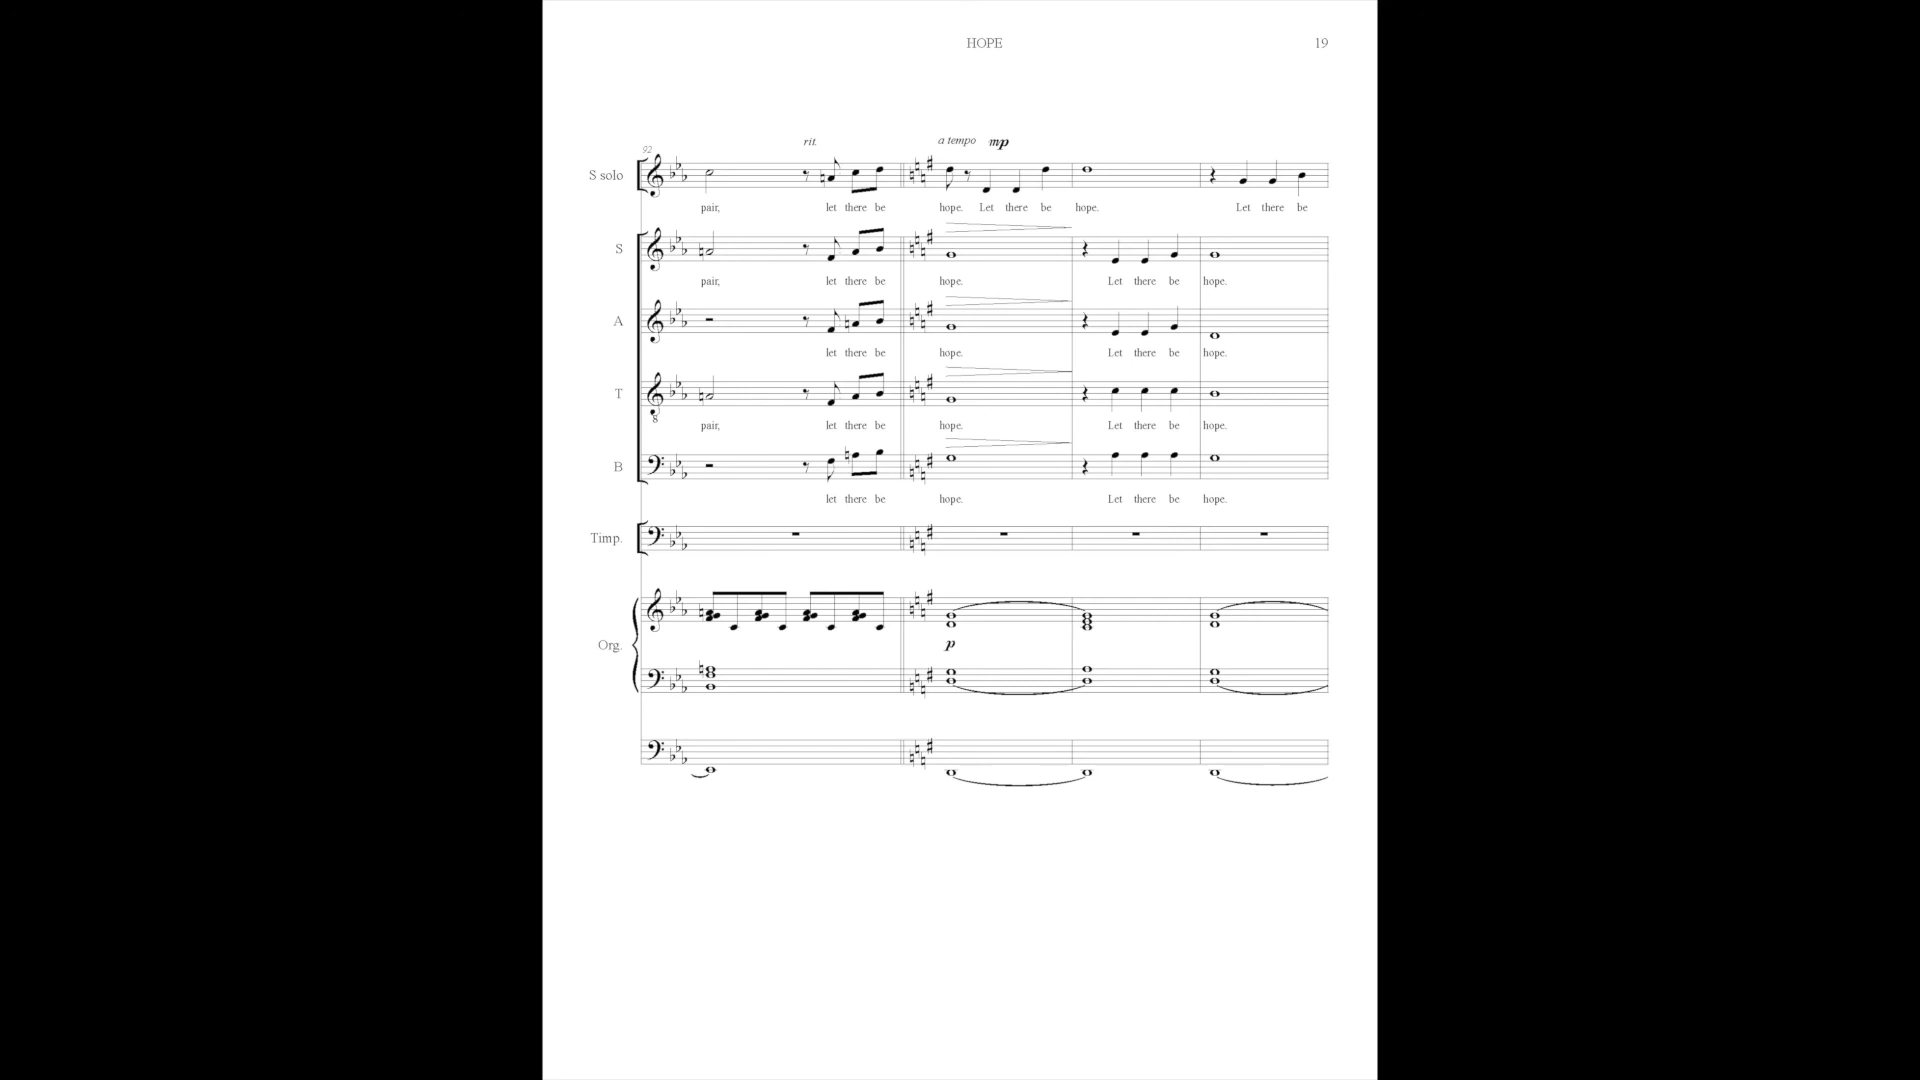 HOPE 19
rit. a tempo mp
92
S solo
pair, let there be hope. Let there be hope. Let there be
S
pair, let there be hope. Let there be hope.
A
let there be hope. Let there be hope.
T
8
pair, let there be hope. Let there be hope.
B
let there be hope. Let there be hope.
Timp.
Org.
p